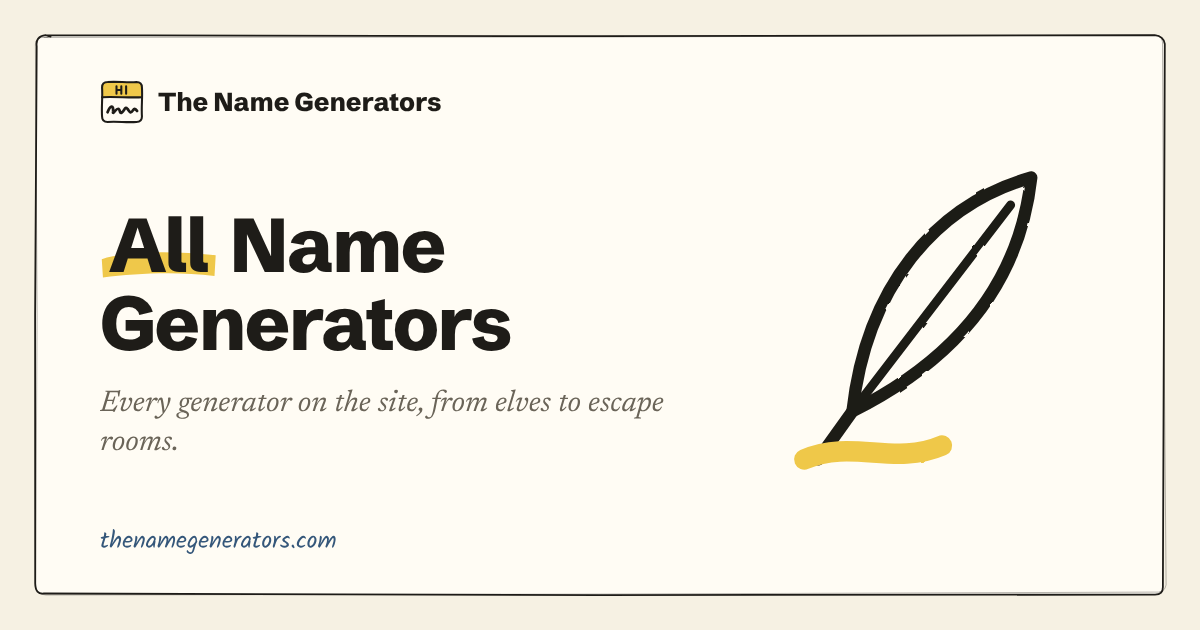 HI
The Name Generators
All Name
Generators
Every generator on the site, from elves to escape
rooms.
thenamegenerators.com